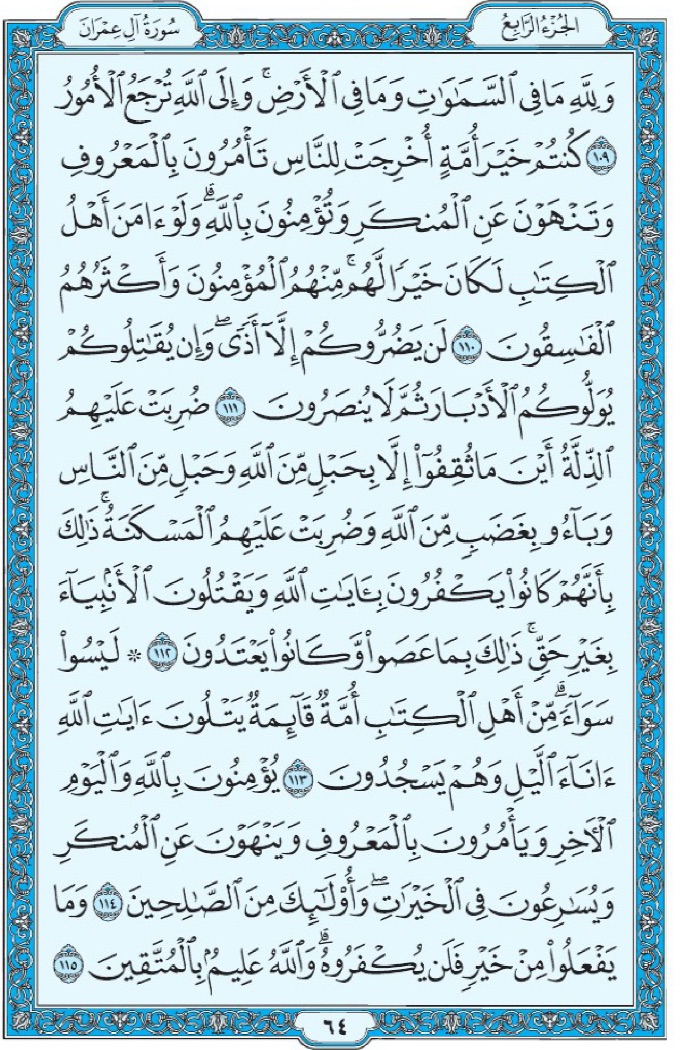 الجُزْءُ الرَّابِعُ
سُورَةُ آلِ عِمْرَانَ
وَلِلَّهِ مَا فِي ٱلسَّمَٰوَٰتِ وَمَا فِي ٱلْأَرْضِۚ وَإِلَى ٱللَّهِ تُرْجَعُ ٱلْأُمُورُ
١٠٩ كُنتُمْ خَيْرَ أُمَّةٍ أُخْرِجَتْ لِلنَّاسِ تَأْمُرُونَ بِٱلْمَعْرُوفِ
وَتَنْهَوْنَ عَنِ ٱلْمُنكَرِ وَتُؤْمِنُونَ بِٱللَّهِۗ وَلَوْ ءَامَنَ أَهْلُ
ٱلْكِتَٰبِ لَكَانَ خَيْرًا لَّهُمۚ مِّنْهُمُ ٱلْمُؤْمِنُونَ وَأَكْثَرُهُمُ
ٱلْفَٰسِقُونَ ١١٠ لَن يَضُرُّوكُمْ إِلَّآ أَذًىۖ وَإِن يُقَٰتِلُوكُمْ
يُوَلُّوكُمُ ٱلْأَدْبَارَ ثُمَّ لَا يُنصَرُونَ ١١١ ضُرِبَتْ عَلَيْهِمُ
ٱلذِّلَّةُ أَيْنَ مَا ثُقِفُوٓا۟ إِلَّا بِحَبْلٍ مِّنَ ٱللَّهِ وَحَبْلٍ مِّنَ ٱلنَّاسِ
وَبَآءُو بِغَضَبٍ مِّنَ ٱللَّهِ وَضُرِبَتْ عَلَيْهِمُ ٱلْمَسْكَنَةُۚ ذَٰلِكَ
بِأَنَّهُمْ كَانُوا۟ يَكْفُرُونَ بِـَٔايَٰتِ ٱللَّهِ وَيَقْتُلُونَ ٱلْأَنۢبِيَآءَ
بِغَيْرِ حَقٍّۚ ذَٰلِكَ بِمَا عَصَوا۟ وَّكَانُوا۟ يَعْتَدُونَ ١١٢ * لَيْسُوا۟
سَوَآءًۗ مِّنْ أَهْلِ ٱلْكِتَٰبِ أُمَّةٌ قَآئِمَةٌ يَتْلُونَ ءَايَٰتِ ٱللَّهِ
ءَانَآءَ ٱلَّيْلِ وَهُمْ يَسْجُدُونَ ١١٣ يُؤْمِنُونَ بِٱللَّهِ وَٱلْيَوْمِ
ٱلْـَٔاخِرِ وَيَأْمُرُونَ بِٱلْمَعْرُوفِ وَيَنْهَوْنَ عَنِ ٱلْمُنكَرِ
وَيُسَٰرِعُونَ فِي ٱلْخَيْرَٰتِۖ وَأُو۟لَٰٓئِكَ مِنَ ٱلصَّٰلِحِينَ ١١٤ وَمَا
يَفْعَلُوا۟ مِنْ خَيْرٍ فَلَن يُكْفَرُوهُۗ وَٱللَّهُ عَلِيمٌۢ بِٱلْمُتَّقِينَ ١١٥
٦٤